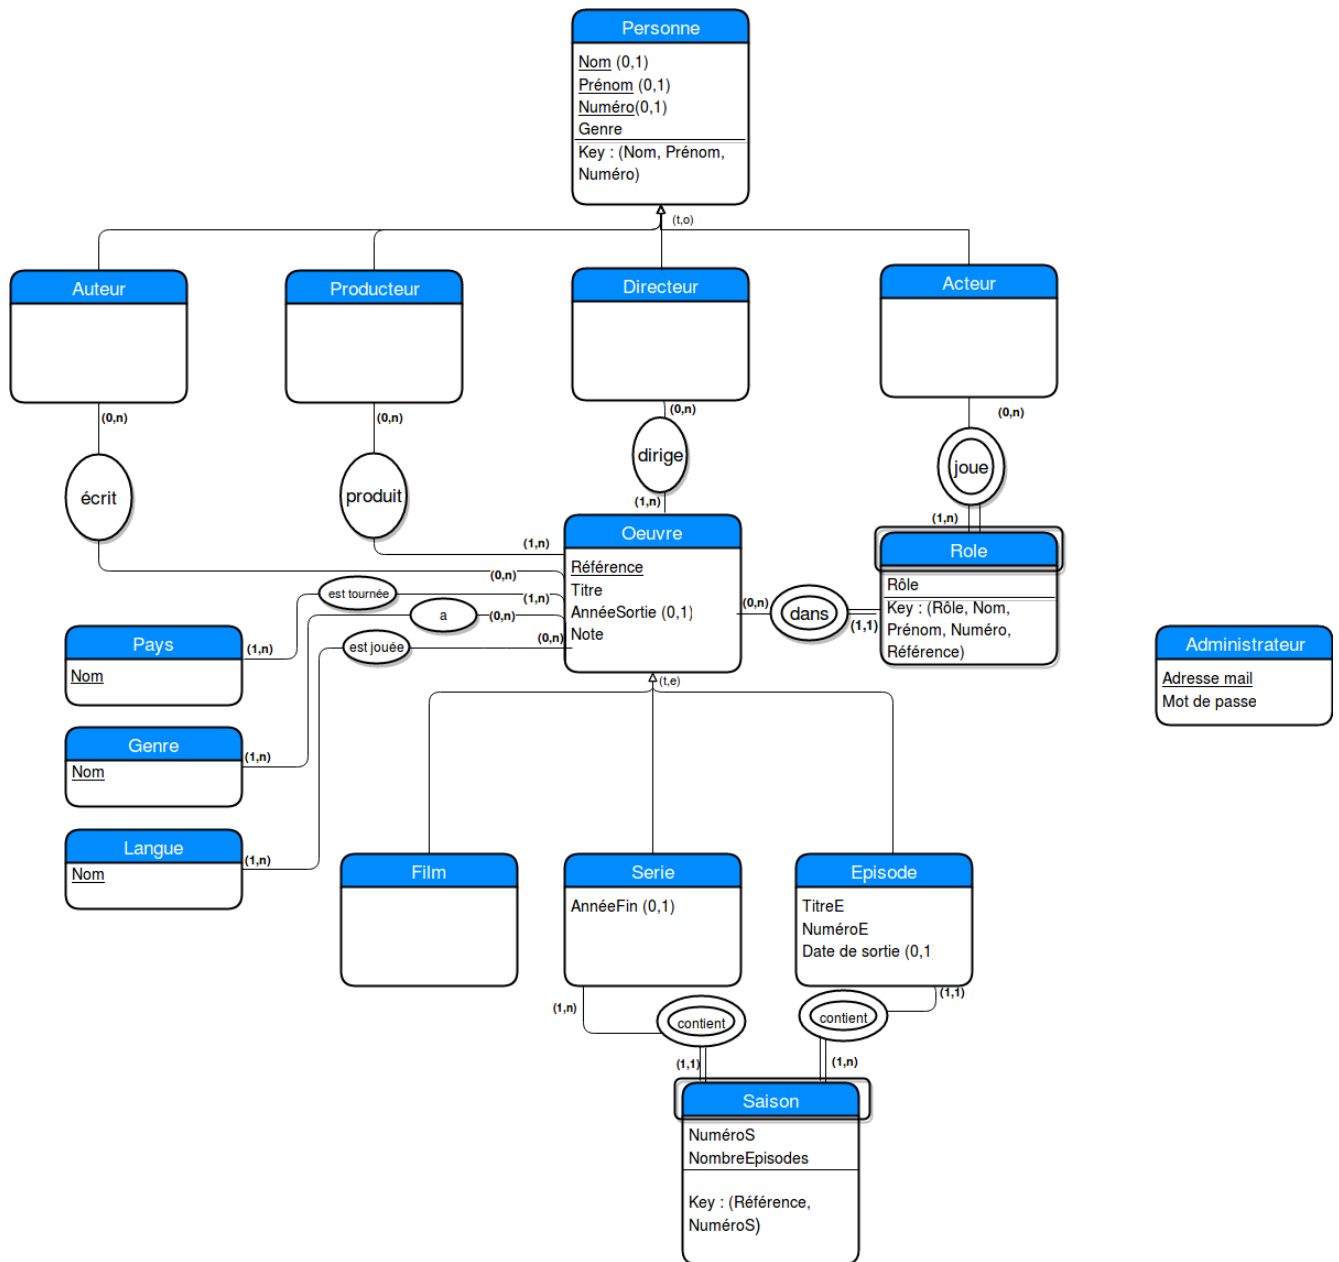 Personne
Nom (0,1)
Prénom (0,1)
Numéro(0,1)
Genre
Key : (Nom, Prénom,
Numéro)
(t,o)
Auteur
Producteur
Directeur
Acteur
(0,n)
(0,n)
(0,n)
(0,n)
écrit
produit
dirige
joue
(1,n)
(1,n)
(1,n)
(0,n)
Oeuvre
Référence
Titre
AnnéeSortie (0,1)
Note
Role
Rôle
Key : (Rôle, Nom,
Prénom, Numéro,
Référence)
est tournée
(1,n)
a
(0,n)
est jouée
(0,n)
(0,n)
dans
(1,1)
Pays
Nom
(1,n)
Genre
Nom
(1,n)
Langue
Nom
(1,n)
Administrateur
Adresse mail
Mot de passe
(t,e)
Film
Serie
AnnéeFin (0,1)
Episode
TitreE
NuméroE
Date de sortie (0,1
(1,n)
contient
(1,1)
(1,1)
contient
(1,n)
Saison
NuméroS
NombreEpisodes
Key : (Référence,
NuméroS)